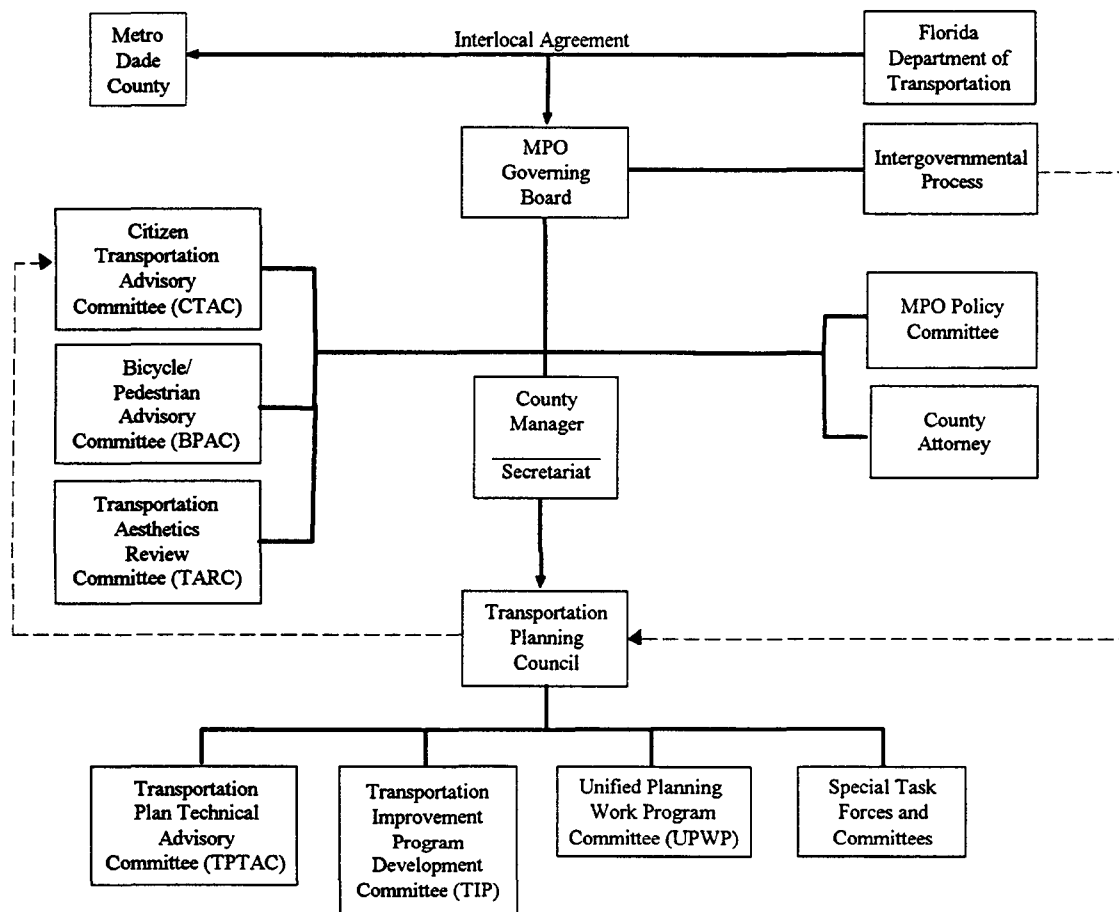 Metro
Dade
County
Interlocal Agreement
Florida
Department of
Transportation
MPO
Governing
Board
Intergovernmental
Process
Citizen
Transportation
Advisory
Committee (CTAC)
MPO Policy
Committee
Bicycle/
Pedestrian
Advisory
Committee (BPAC)
County
Manager
Secretariat
County
Attorney
Transportation
Aesthetics
Review
Committee (TARC)
Transportation
Planning
Council
Transportation
Plan Technical
Advisory
Committee (TPTAC)
Transportation
Improvement
Program
Development
Committee (TIP)
Unified Planning
Work Program
Committee (UPWP)
Special Task
Forces and
Committees